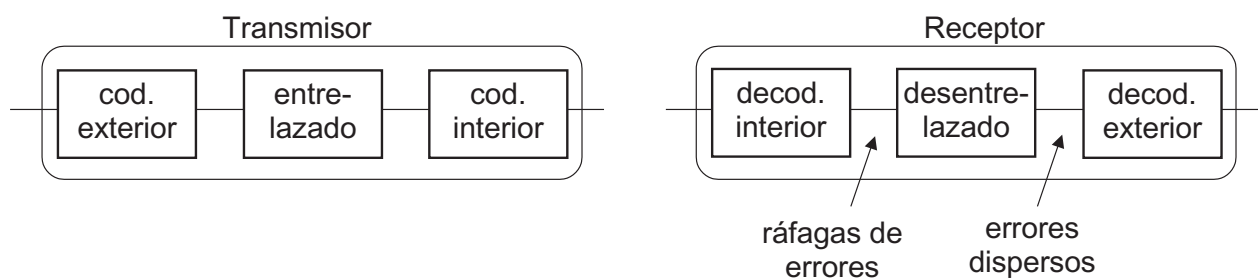 Transmisor
cod.
exterior
entre-
lazado
cod.
interior
Receptor
decod.
interior
desentre-
lazado
decod.
exterior
ráfagas de
errores
errores
dispersos